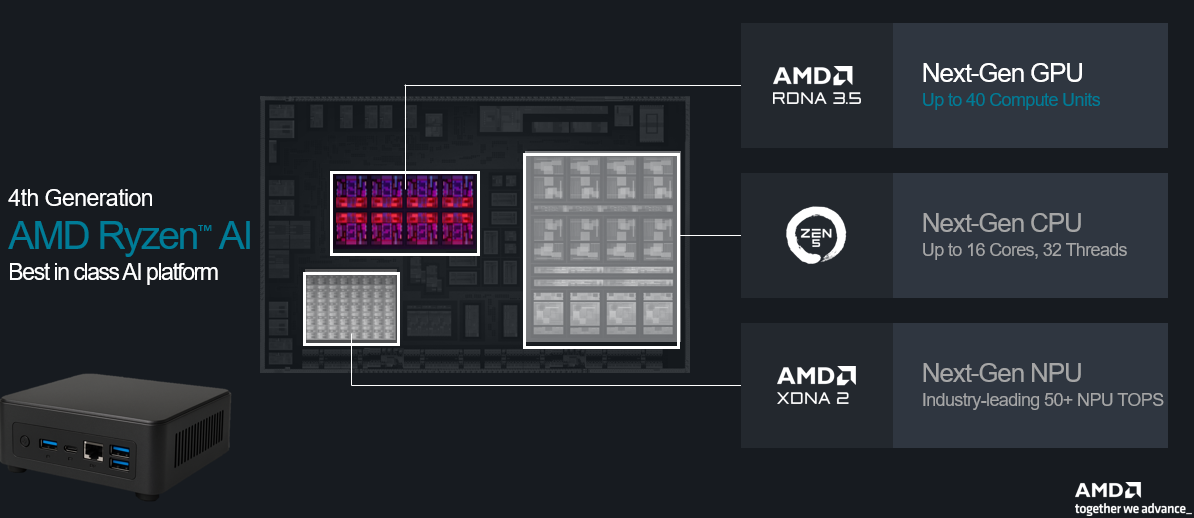 4th Generation
AMD Ryzen™ AI
Best in class AI platform
AMD
RDNA 3.5
Next-Gen GPU
Up to 40 Compute Units
ZEN
5
Next-Gen CPU
Up to 16 Cores, 32 Threads
AMD
XDNA 2
Next-Gen NPU
Industry-leading 50+ NPU TOPS
AMD
together we advance_